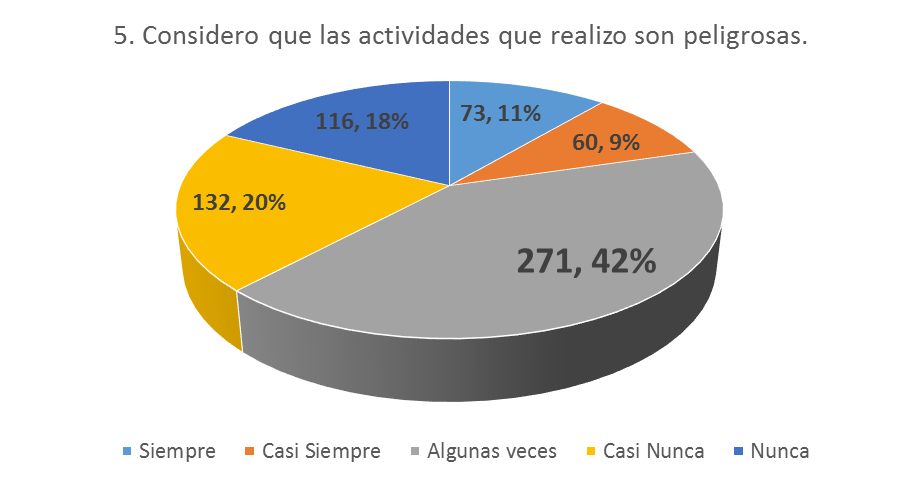 5. Considero que las actividades que realizo son peligrosas.
73, 11%
116, 18%
60, 9%
132, 20%
271, 42%
Siempre Casi Siempre Algunas veces Casi Nunca Nunca